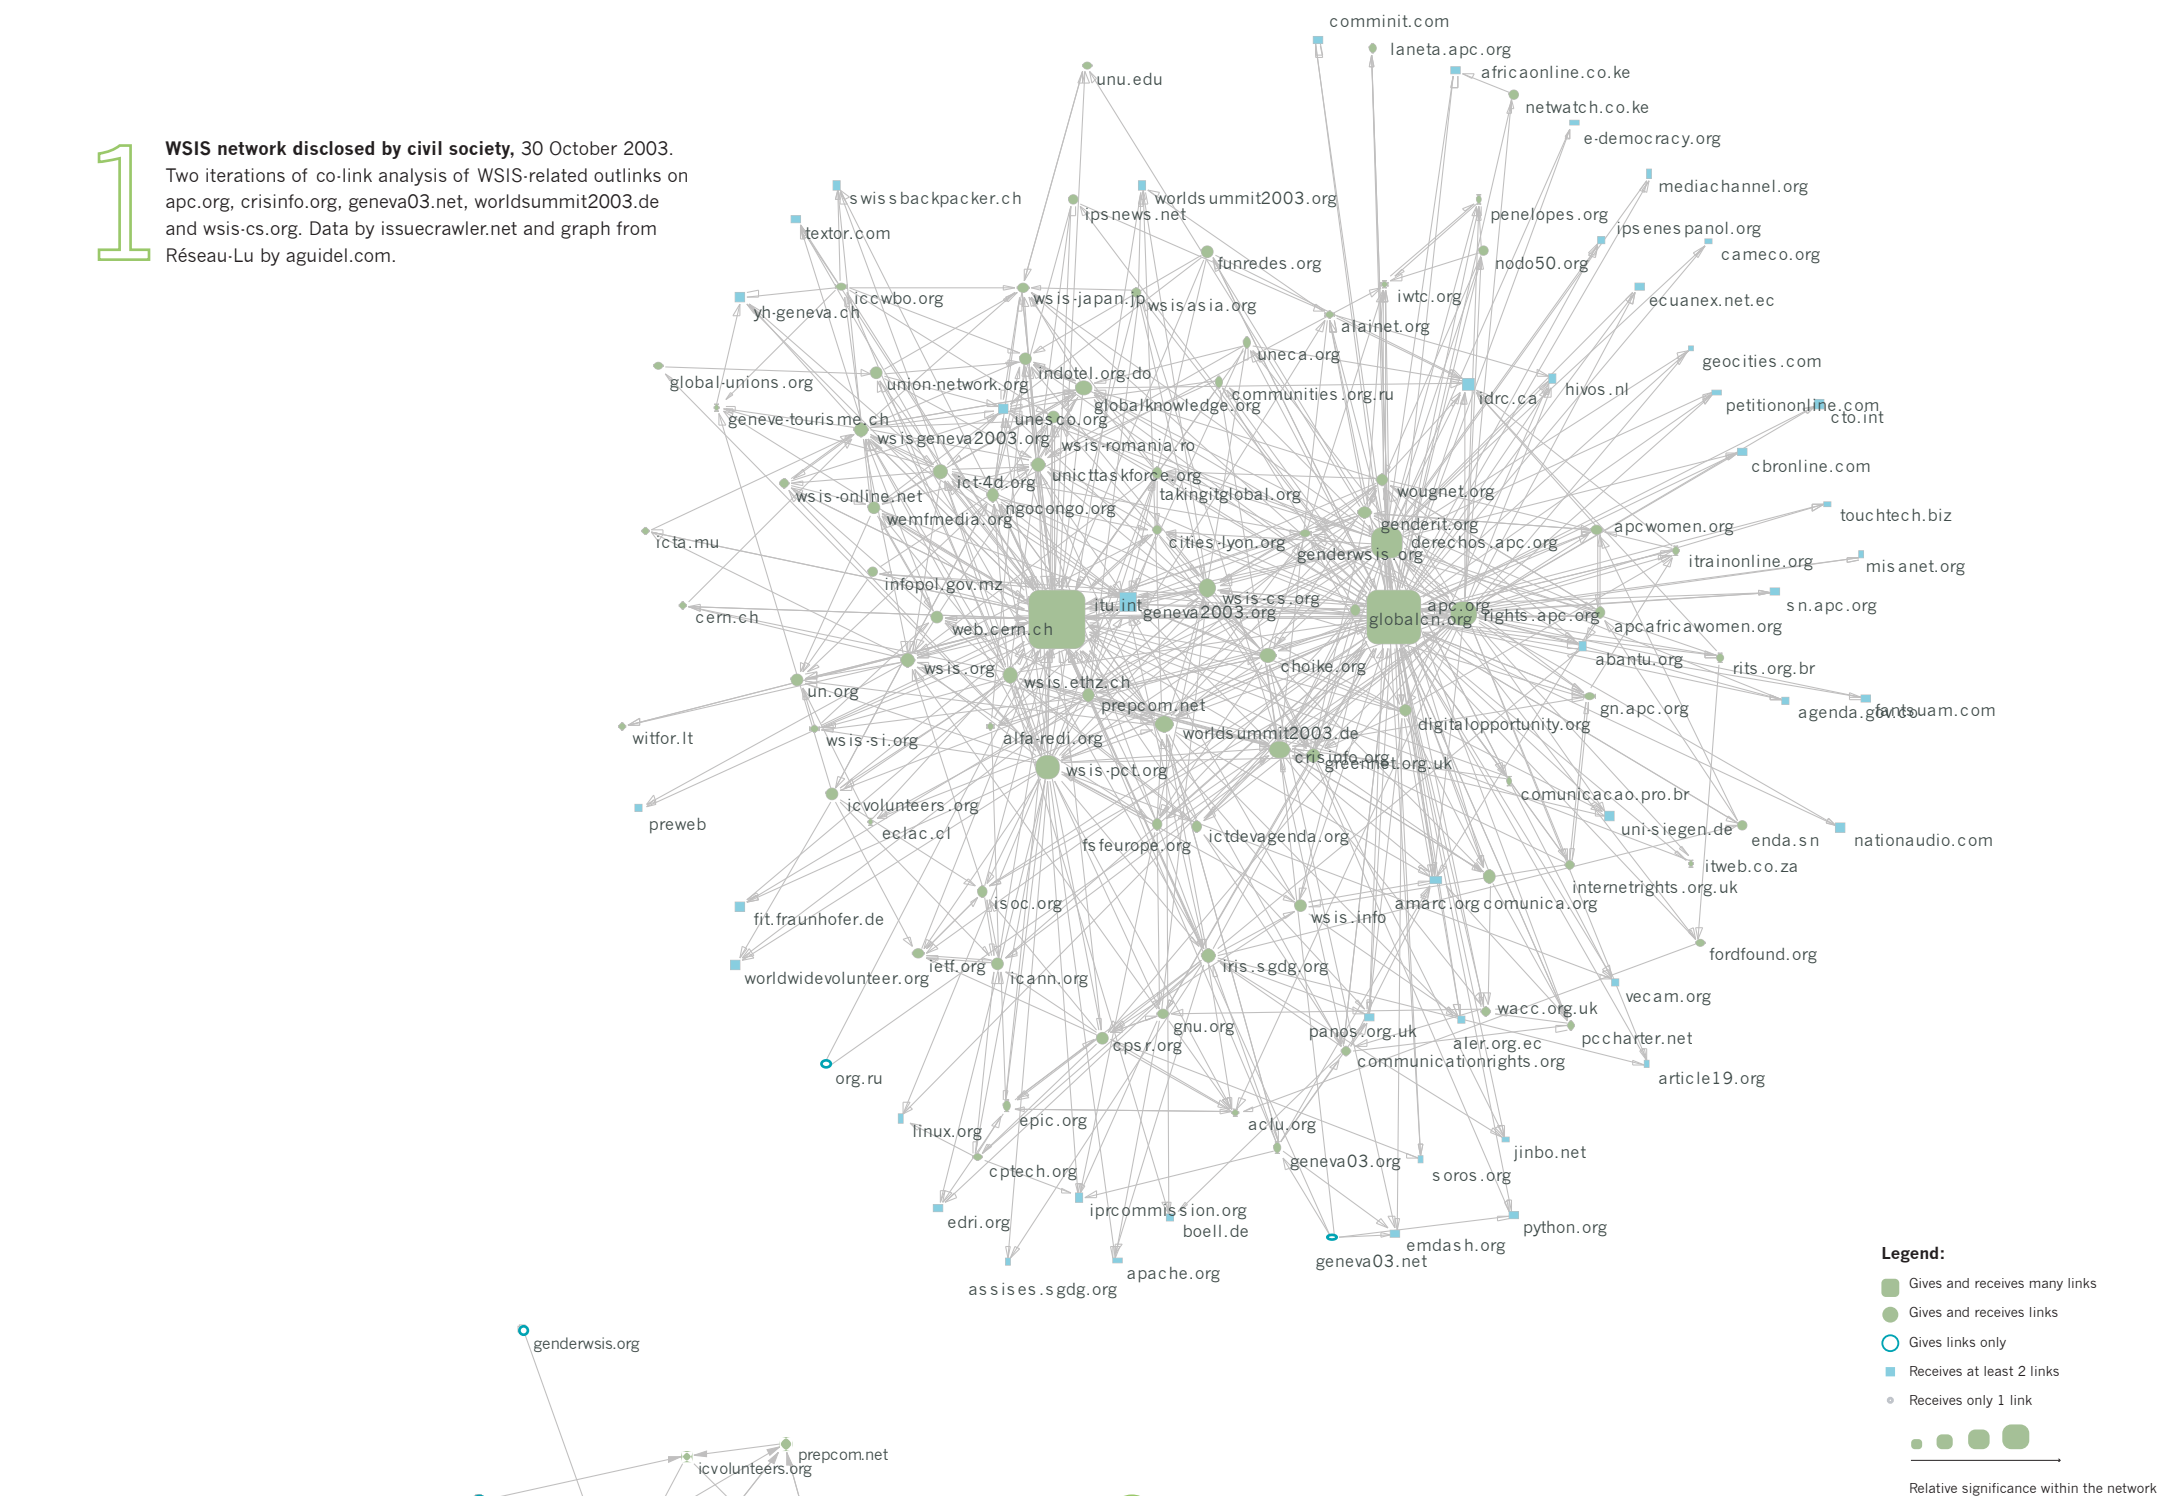 1
WSIS network disclosed by civil society, 30 October 2003.
Two iterations of co-link analysis of WSIS-related outlinks on
apc.org, crisinfo.org, geneva03.net, worldsummit2003.de
and wsis-cs.org. Data by issuecrawler.net and graph from
Réseau-Lu by aguidel.com.
comminit.com
laneta.apc.org
africaonline.co.ke
unu.edu
netwatch.co.ke
e-democracy.org
mediachannel.org
swissbackpacker.ch
worldsummit2003.org
ipsnews.net
penelopes.org
ipsenespanol.org
textor.com
cameco.org
funredes.org
nodo50.org
iccwbo.org
wsis-japan.jp
wsisasia.org
iwtc.org
ecuanex.net.ec
yh-geneva.ch
alainet.org
uneca.org
geocities.com
global-unions.org
union-network.org
indotel.org.do
communities.org.ru
idrc.ca
hivos.nl
globalknowledge.org
petitiononline.com
cto.int
geneve-tourisme.ch
unesco.org
wsisgeneva2003.org
wsis-romania.ro
cbronline.com
ict-4d.org
unicttaskforce.org
wsis-online.net
takingitglobal.org
wougnet.org
ngocongo.org
wemfmedia.org
genderit.org
touchtech.biz
apcwomen.org
icta.mu
cities-lyon.org
derechos.apc.org
genderwsis.org
itrainonline.org
misanet.org
infopol.gov.mz
wsis-cs.org
itu.int
geneva2003.org
apc.org
globalcn.org
rights.apc.org
sn.apc.org
cern.ch
web.cern.ch
apcafricawomen.org
wsis.org
choike.org
abantu.org
rits.org.br
un.org
wsis.ethz.ch
prepcom.net
gn.apc.org
agenda.gov.co
fantsuam.com
witfor.lt
wsis-si.org
alfa-redi.org
worldsummit2003.de
digitalopportunity.org
crisinfo.org
greennet.org.uk
wsis-pct.org
comunicacao.pro.br
icvolunteers.org
preweb
eclac.cl
fsfeurope.org
ictdevagenda.org
uni-siegen.de
enda.sn
nationaudio.com
itweb.co.za
internetrights.org.uk
isoc.org
amarc.org
comunica.org
fit.fraunhofer.de
wsis.info
ietf.org
iris.sgdg.org
fordfound.org
worldwidevolunteer.org
icann.org
vecam.org
gnu.org
panos.org.uk
wacc.org.uk
cpsr.org
aler.org.ec
pccharter.net
communicationrights.org
org.ru
article19.org
epic.org
aclu.org
linux.org
jinbo.net
cptech.org
geneva03.org
soros.org
edri.org
iprcommission.org
boell.de
python.org
emdash.org
geneva03.net
apache.org
assises.sgdg.org
Legend:
Gives and receives many links
Gives and receives links
Gives links only
Receives at least 2 links
Receives only 1 link
Relative significance within the network
genderwsis.org
prepcom.net
icvolunteers.org